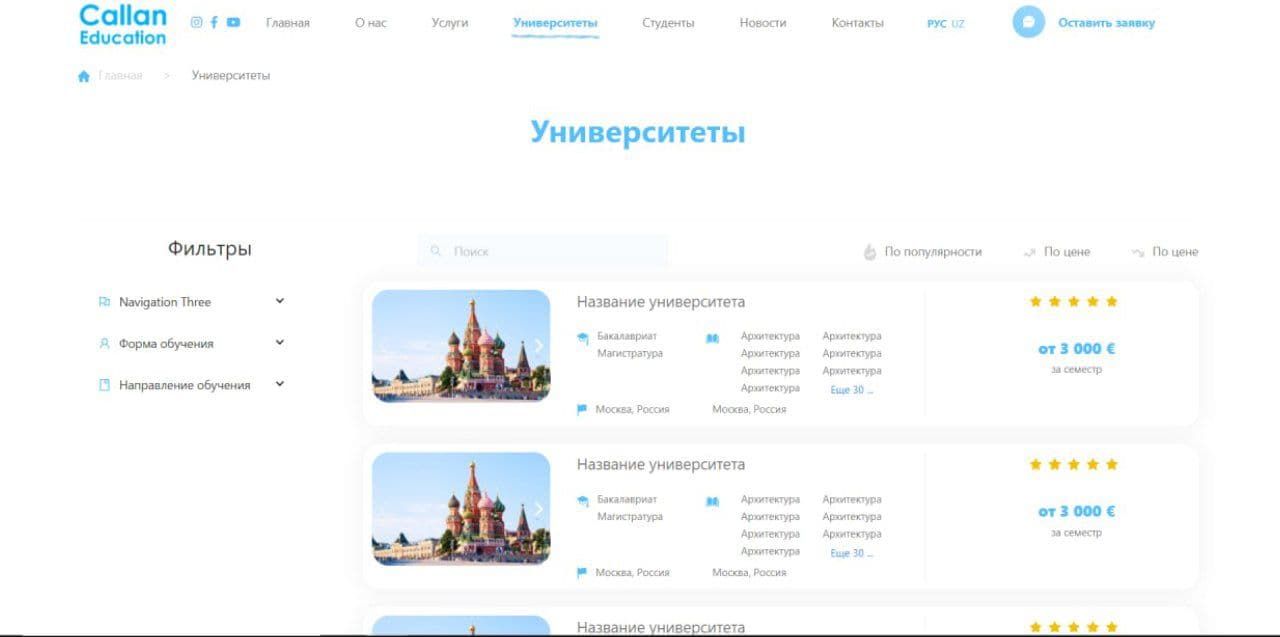 Callan
Education
Главная О нас Услуги Университеты Студенты Новости Контакты РУС UZ Оставить заявку
Главная > Университеты
Университеты
Фильтры
Navigation Three
Форма обучения
Направление обучения
Поиск По популярности По цене По цене
Название университета
Бакалавриат
Магистратура
Архитектура Архитектура
Архитектура Архитектура
Архитектура Архитектура
Архитектура Еще 30 ...
Москва, Россия Москва, Россия
от 3 000 €
за семестр
Название университета
Бакалавриат
Магистратура
Архитектура Архитектура
Архитектура Архитектура
Архитектура Архитектура
Архитектура Еще 30 ...
Москва, Россия Москва, Россия
от 3 000 €
за семестр
Название университета